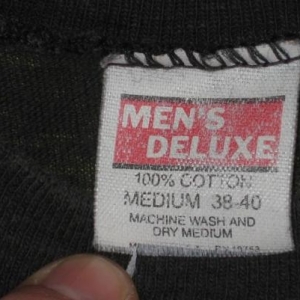 MEN'S
DELUXE
100% COTTON
MEDIUM 38-40
MACHINE WASH AND
DRY MEDIUM